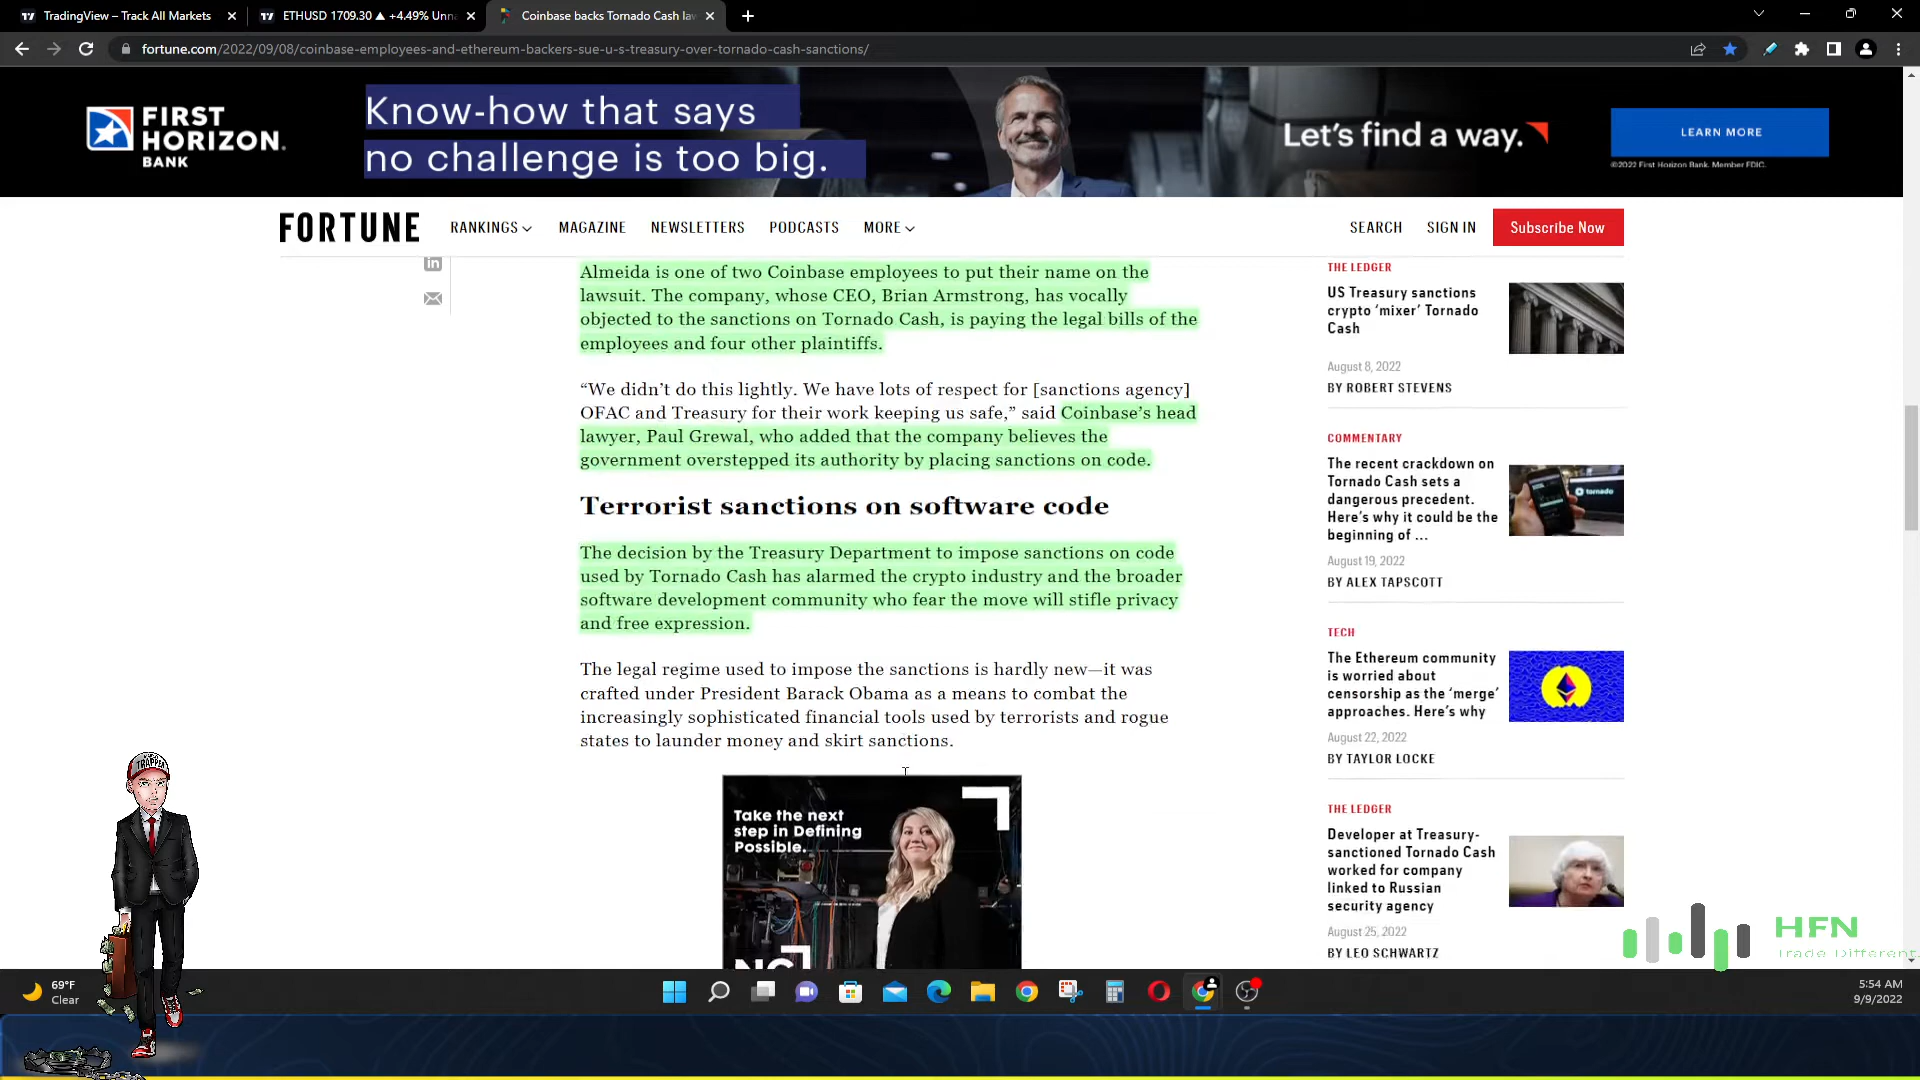 TradingView – Track All Markets
ETHUSD 1709.30 ▲ +4.49% Unna
Coinbase backs Tornado Cash law
fortune.com/2022/09/08/coinbase-employees-and-ethereum-backers-sue-u-s-treasury-over-tornado-cash-sanctions/
FIRST
HORIZON
BANK
Know-how that says
no challenge is too big.
Let's find a way.
LEARN MORE
©2022 First Horizon Bank. Member FDIC.
FORTUNE
RANKINGS
MAGAZINE
NEWSLETTERS
PODCASTS
MORE
SEARCH
SIGN IN
Subscribe Now
Almeida is one of two Coinbase employees to put their name on the
lawsuit. The company, whose CEO, Brian Armstrong, has vocally
objected to the sanctions on Tornado Cash, is paying the legal bills of the
employees and four other plaintiffs.
“We didn’t do this lightly. We have lots of respect for [sanctions agency]
OFAC and Treasury for their work keeping us safe,” said Coinbase’s head
lawyer, Paul Grewal, who added that the company believes the
government overstepped its authority by placing sanctions on code.
Terrorist sanctions on software code
The decision by the Treasury Department to impose sanctions on code
used by Tornado Cash has alarmed the crypto industry and the broader
software development community who fear the move will stifle privacy
and free expression.
The legal regime used to impose the sanctions is hardly new—it was
crafted under President Barack Obama as a means to combat the
increasingly sophisticated financial tools used by terrorists and rogue
states to launder money and skirt sanctions.
Take the next
step in Defining
Possible.
THE LEDGER
US Treasury sanctions
crypto ‘mixer’ Tornado
Cash
August 8, 2022
BY ROBERT STEVENS
COMMENTARY
The recent crackdown on
Tornado Cash sets a
dangerous precedent.
Here’s why it could be the
beginning of ...
August 19, 2022
BY ALEX TAPSCOTT
tornado
TECH
The Ethereum community
is worried about
censorship as the ‘merge’
approaches. Here’s why
August 22, 2022
BY TAYLOR LOCKE
THE LEDGER
Developer at Treasury-
sanctioned Tornado Cash
worked for company
linked to Russian
security agency
August 25, 2022
BY LEO SCHWARTZ
HFN
Trade Different.
TRAPPER
69°F
Clear
5:54 AM
9/9/2022